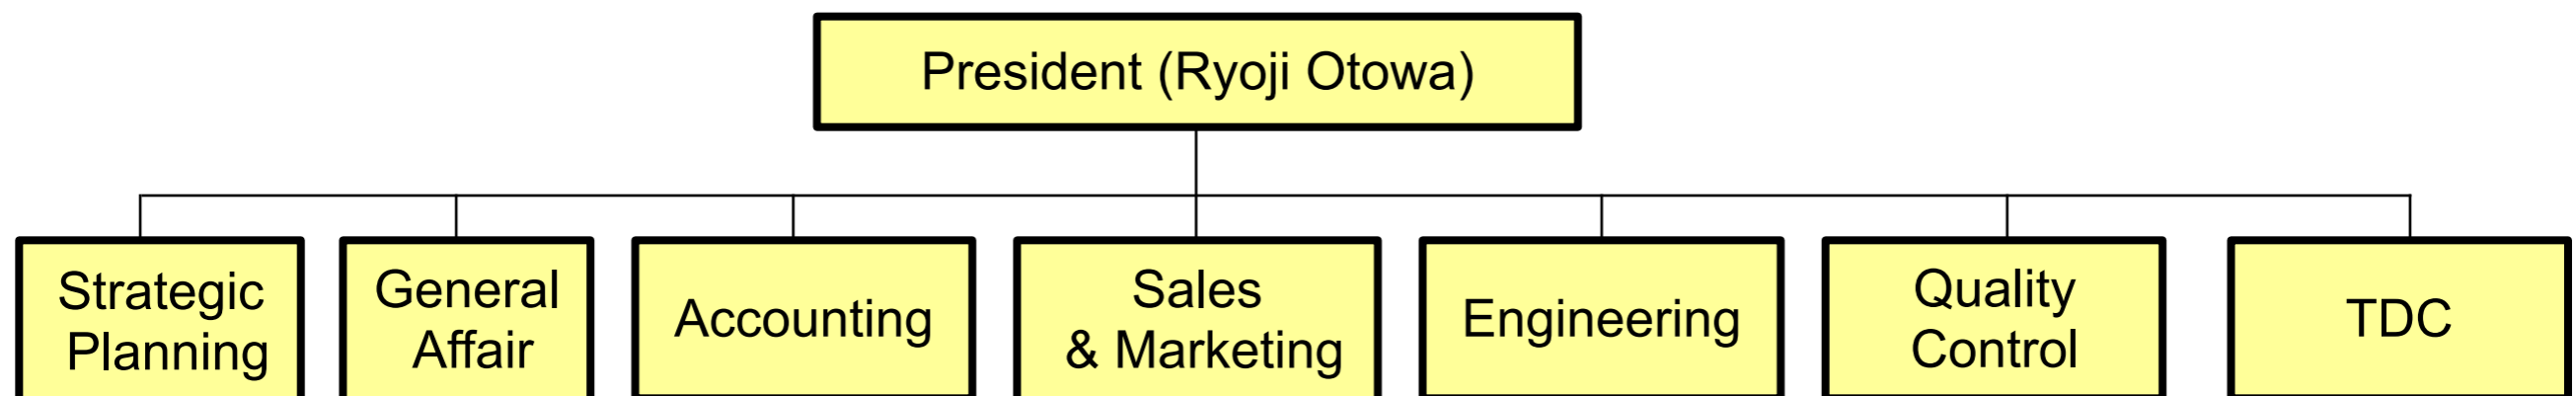 President (Ryoji Otowa)
Strategic
Planning
General
Affair
Accounting
Sales
& Marketing
Engineering
Quality
Control
TDC